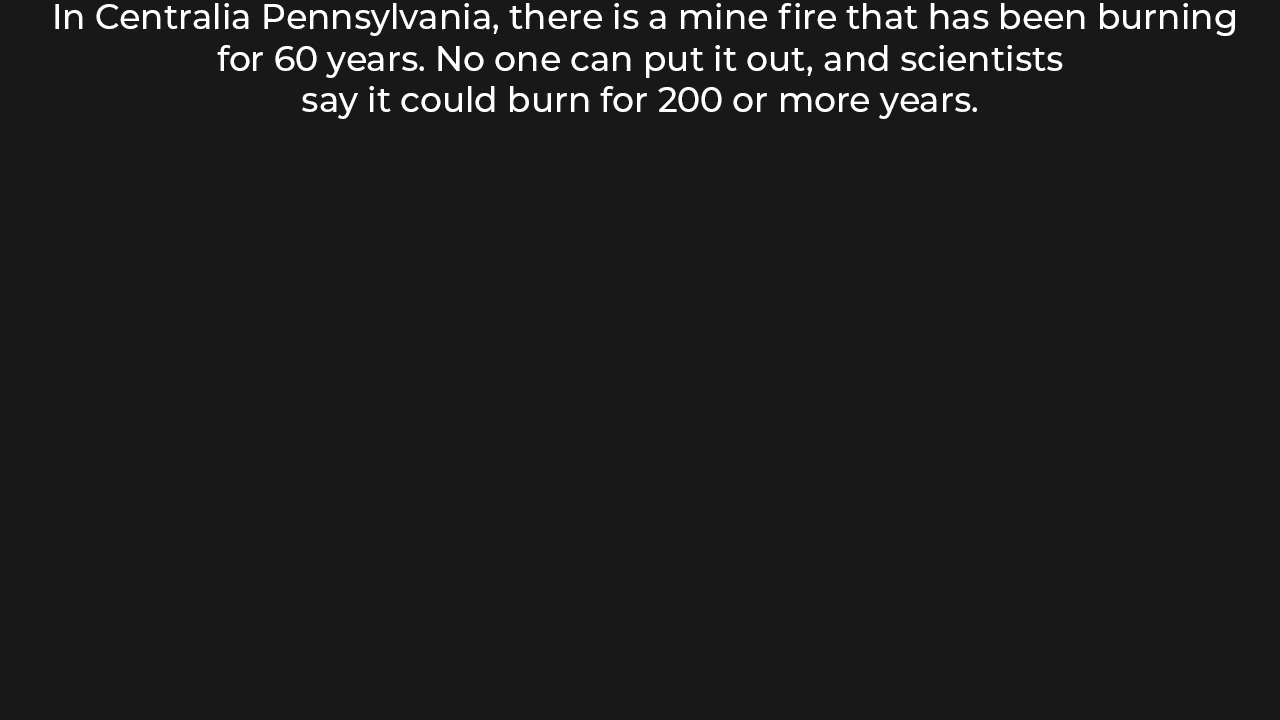 In Centralia Pennsylvania, there is a mine fire that has been burning
for 60 years. No one can put it out, and scientists
say it could burn for 200 or more years.